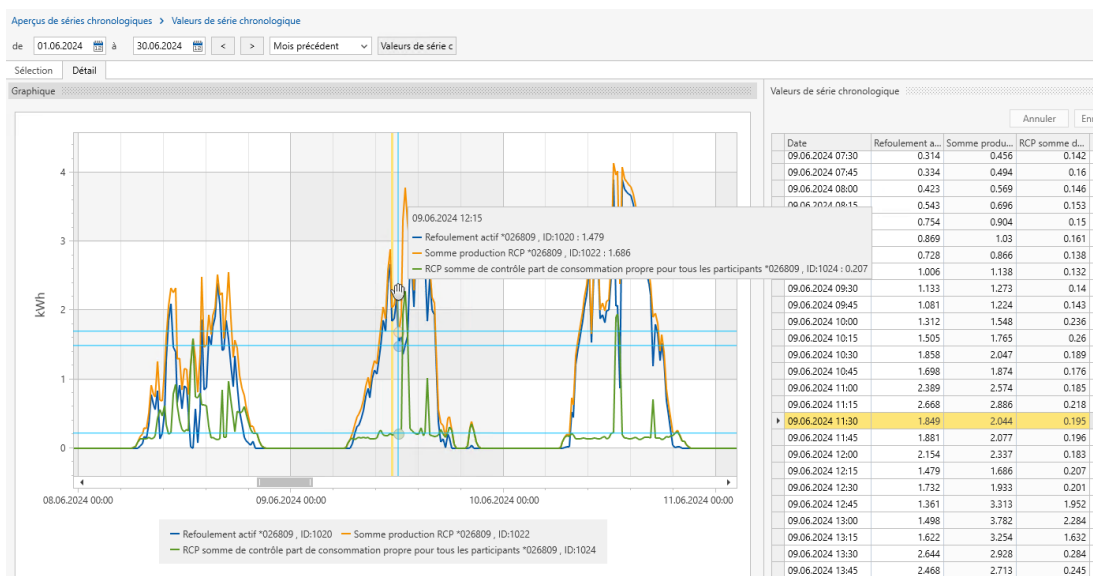 Aperçus de séries chronologiques > Valeurs de série chronologique
de 01.06.2024 à 30.06.2024 < > Mois précédent Valeurs de série c
Sélection Détail
Graphique
Valeurs de série chronologique
Annuler En
kWh
4
3
2
1
0
08.06.2024 00:00 09.06.2024 00:00 10.06.2024 00:00 11.06.2024 00:00
09.06.2024 12:15
Refoulement actif *026809 , ID:1020 : 1.479
Somme production RCP *026809 , ID:1022 : 1.686
RCP somme de contrôle part de consommation propre pour tous les participants *026809 , ID:1024 : 0.207
Refoulement actif *026809 , ID:1020 Somme production RCP *026809 , ID:1022
RCP somme de contrôle part de consommation propre pour tous les participants *026809 , ID:1024
Date Refoulement a... Somme produ... RCP somme d...
09.06.2024 07:30 0.314 0.456 0.142
09.06.2024 07:45 0.334 0.494 0.16
09.06.2024 08:00 0.423 0.569 0.146
09.06.2024 08:15 0.543 0.696 0.153
0.754 0.904 0.15
0.869 1.03 0.161
0.728 0.866 0.138
1.006 1.138 0.132
09.06.2024 09:30 1.133 1.273 0.14
09.06.2024 09:45 1.081 1.224 0.143
09.06.2024 10:00 1.312 1.548 0.236
09.06.2024 10:15 1.505 1.765 0.26
09.06.2024 10:30 1.858 2.047 0.189
09.06.2024 10:45 1.698 1.874 0.176
09.06.2024 11:00 2.389 2.574 0.185
09.06.2024 11:15 2.668 2.886 0.218
09.06.2024 11:30 1.849 2.044 0.195
09.06.2024 11:45 1.881 2.077 0.196
09.06.2024 12:00 2.154 2.337 0.183
09.06.2024 12:15 1.479 1.686 0.207
09.06.2024 12:30 1.732 1.933 0.201
09.06.2024 12:45 1.361 3.313 1.952
09.06.2024 13:00 1.498 3.782 2.284
09.06.2024 13:15 1.622 3.254 1.632
09.06.2024 13:30 2.644 2.928 0.284
09.06.2024 13:45 2.468 2.713 0.245